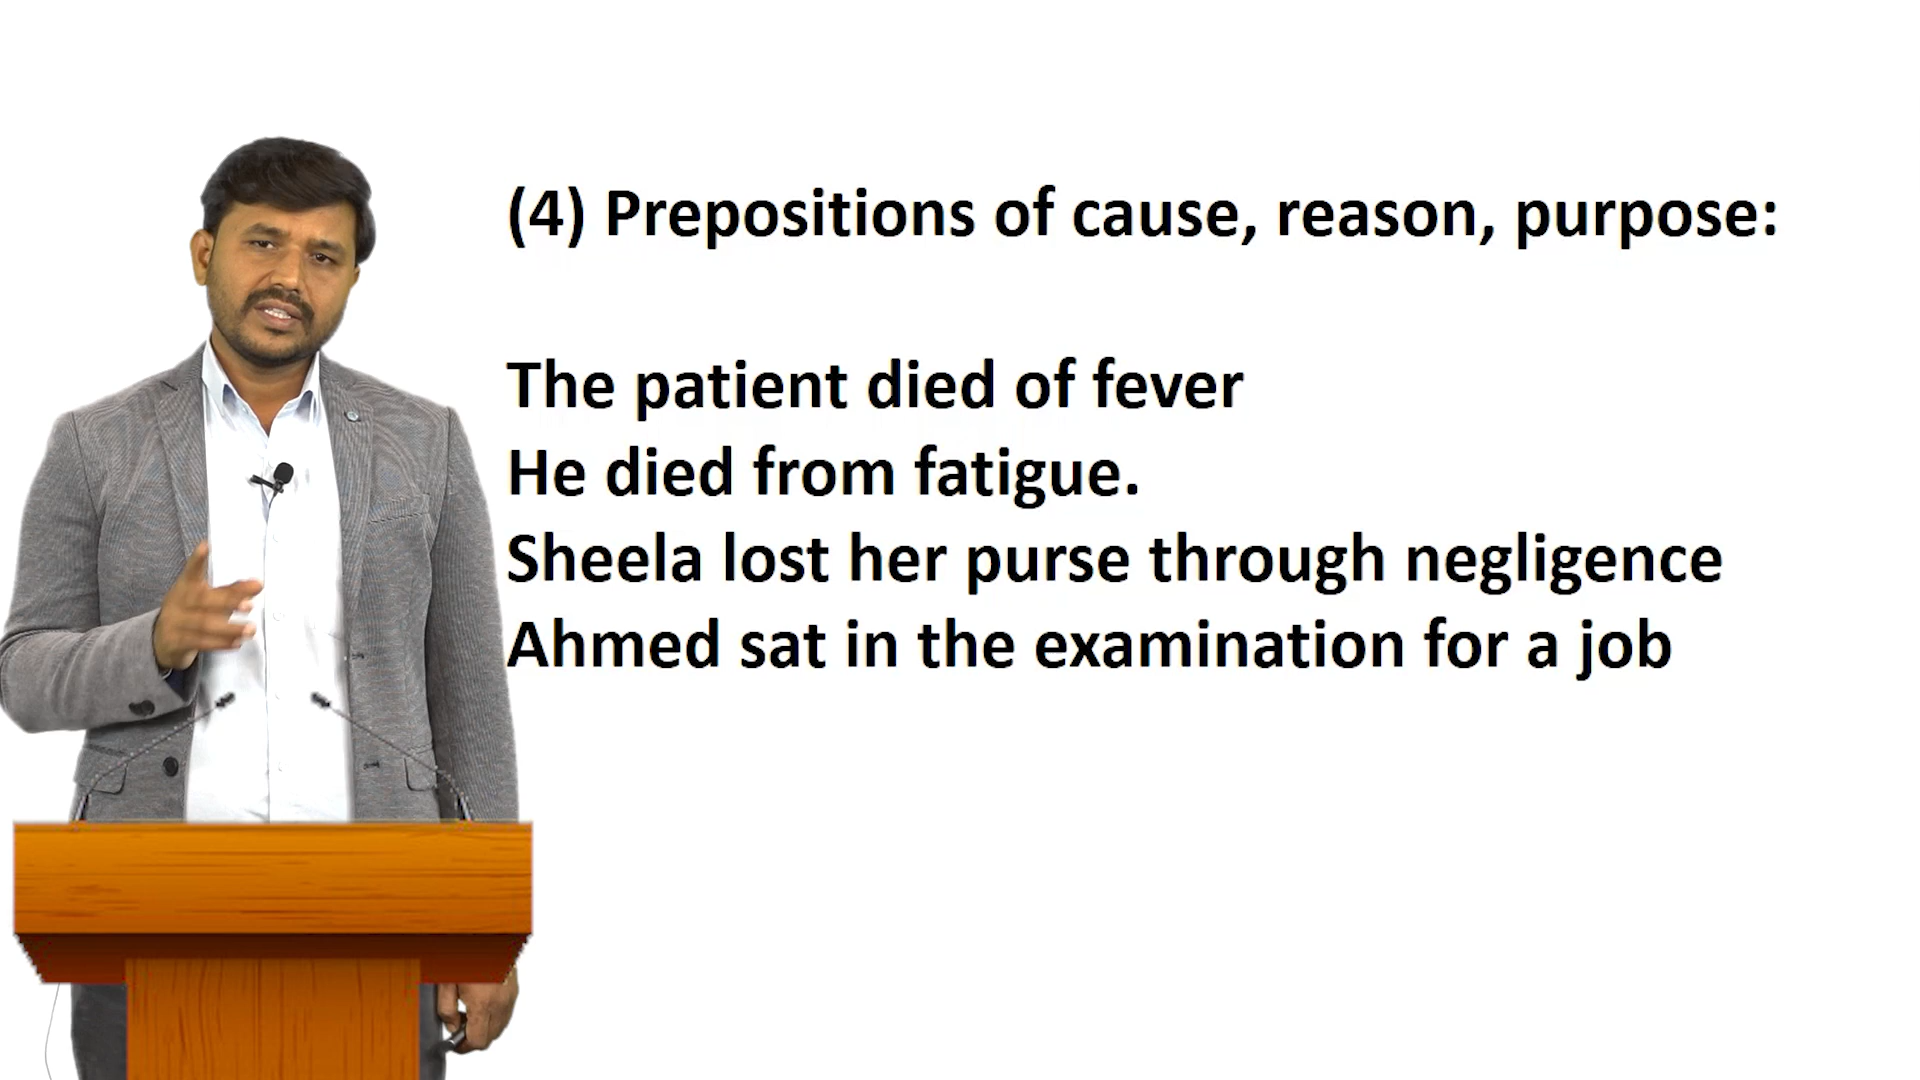 (4) Prepositions of cause, reason, purpose:
The patient died of fever
He died from fatigue.
Sheela lost her purse through negligence
Ahmed sat in the examination for a job